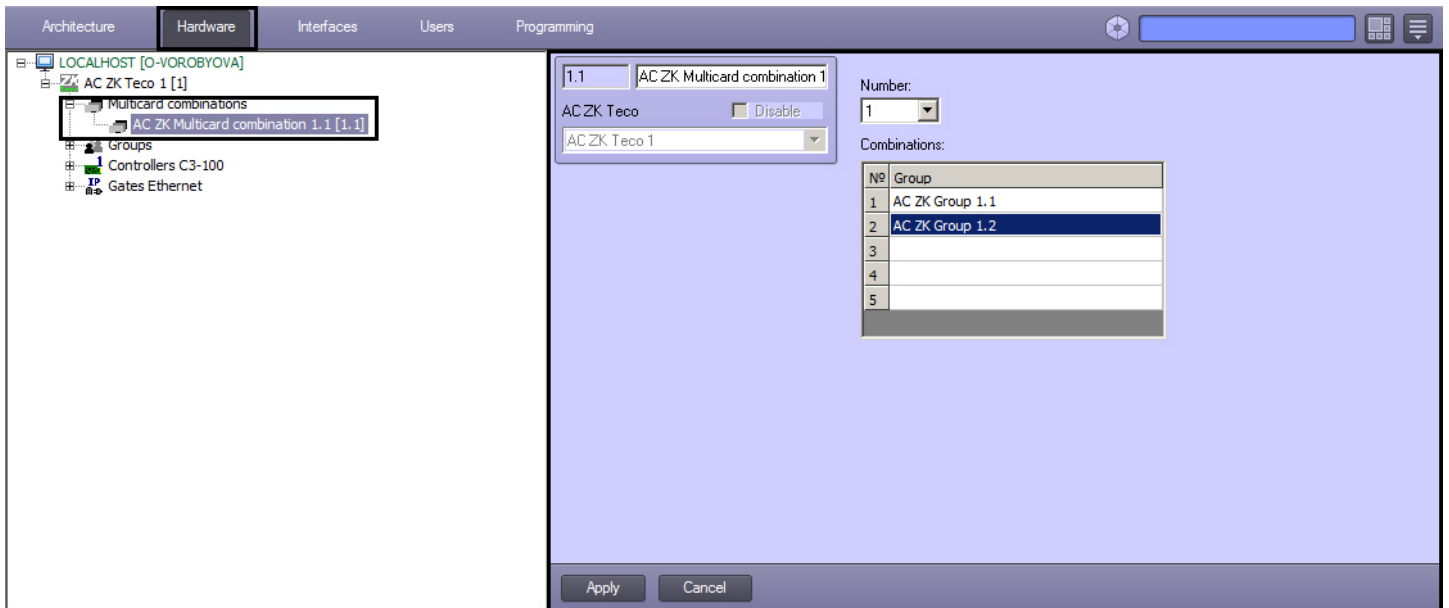 Architecture Hardware Interfaces Users Programming
LOCALHOST [O-VOROBYOVA]
AC ZK Teco 1 [1]
Multicard combinations
AC ZK Multicard combination 1.1 [1.1]
Groups
Controllers C3-100
Gates Ethernet
1.1 AC ZK Multicard combination 1
AC ZK Teco Disable
AC ZK Teco 1
Number:
1
Combinations:
№ Group
1 AC ZK Group 1.1
2 AC ZK Group 1.2
3
4
5
Apply Cancel